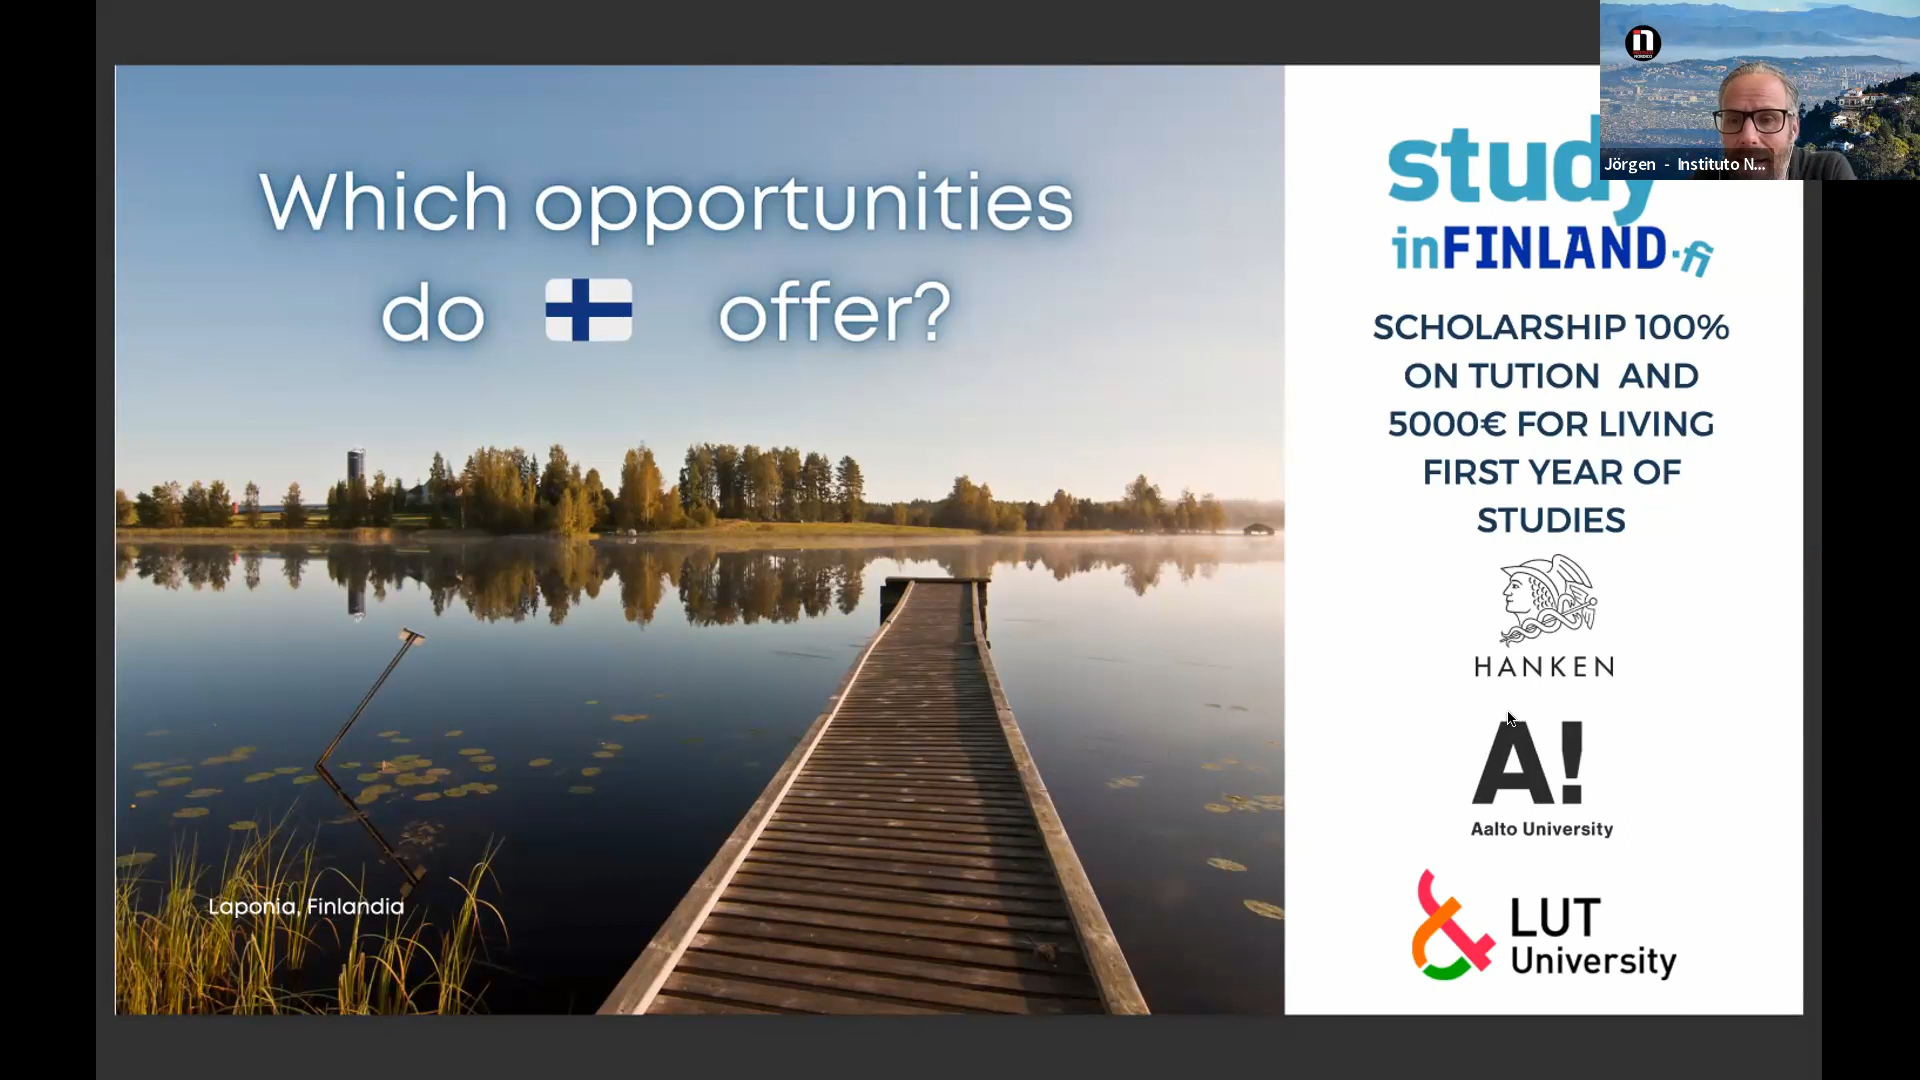 Which opportunities
do offer?
Laponia, Finlandia
study
inFINLAND.fi
SCHOLARSHIP 100%
ON TUTION AND
5000€ FOR LIVING
FIRST YEAR OF
STUDIES
HANKEN
A!
Aalto University
LUT
University
Jörgen - Instituto N...